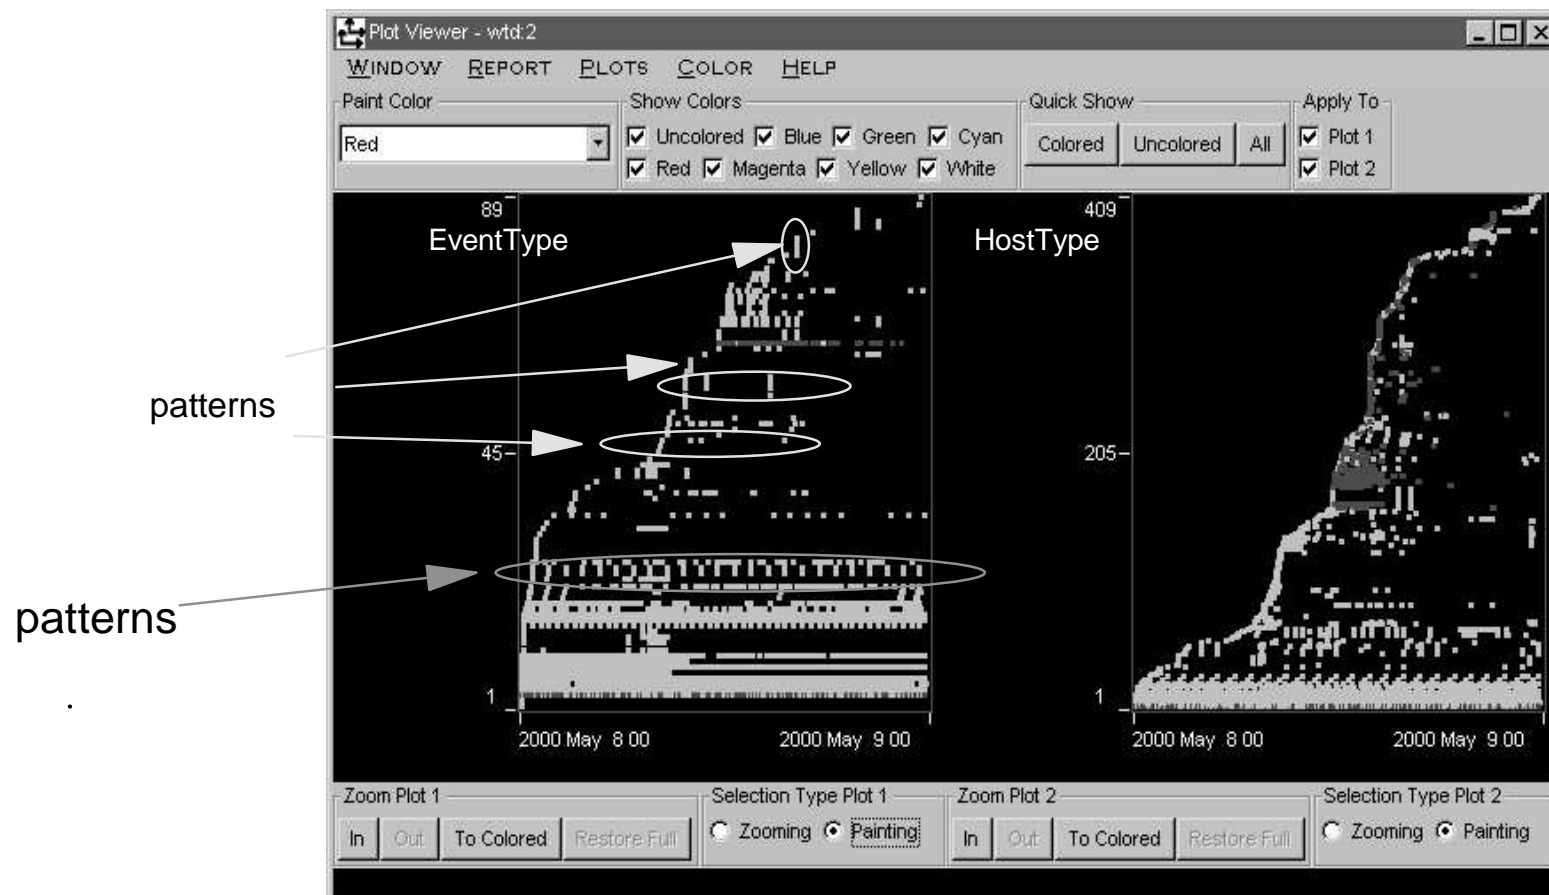 Plot Viewer - wtd:2
WINDOW REPORT PLOTS COLOR HELP
Paint Color
Show Colors
Quick Show
Apply To
Red
Uncolored Blue Green Cyan
Red Magenta Yellow White
Colored Uncolored All
Plot 1
Plot 2
89
EventType
45
1
2000 May 8 00
2000 May 9 00
409
HostType
205
1
2000 May 8 00
2000 May 9 00
patterns
patterns
.
Zoom Plot 1
In Out To Colored Restore Full
Selection Type Plot 1
Zooming Painting
Zoom Plot 2
In Out To Colored Restore Full
Selection Type Plot 2
Zooming Painting